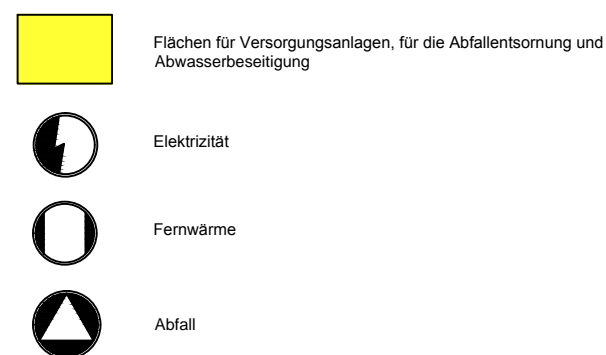 Flächen für Versorgungsanlagen, für die Abfallentsornung und
Abwasserbeseitigung
Elektrizität
Fernwärme
Abfall